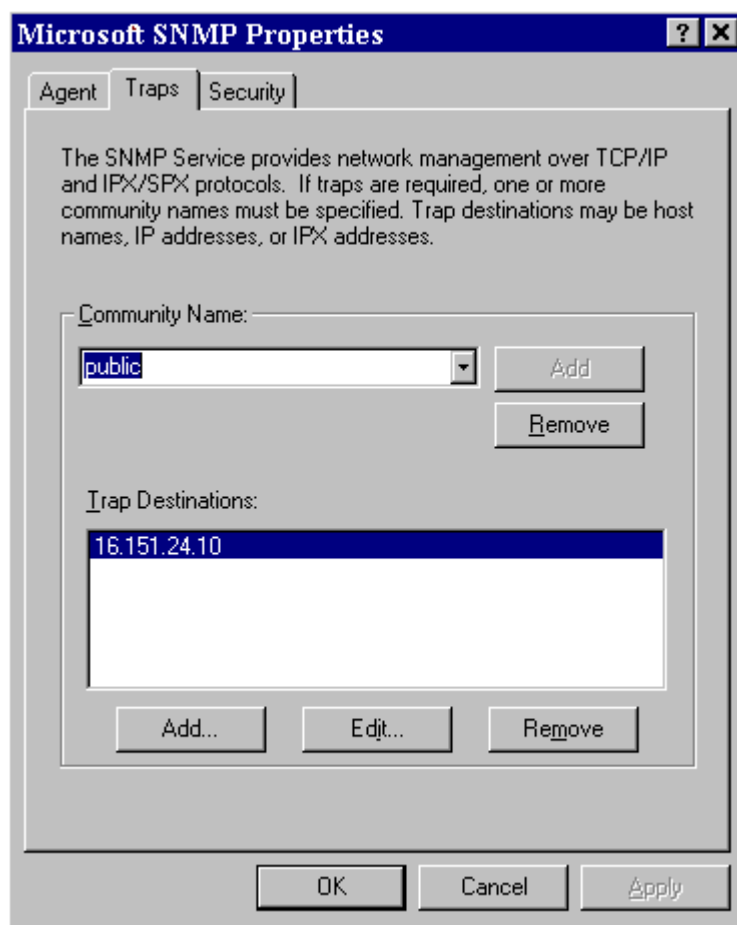 Microsoft SNMP Properties
Agent Traps Security
The SNMP Service provides network management over TCP/IP
and IPX/SPX protocols. If traps are required, one or more
community names must be specified. Trap destinations may be host
names, IP addresses, or IPX addresses.
Community Name:
public
Add
Remove
Trap Destinations:
16.151.24.10
Add... Edit... Remove
OK Cancel Apply